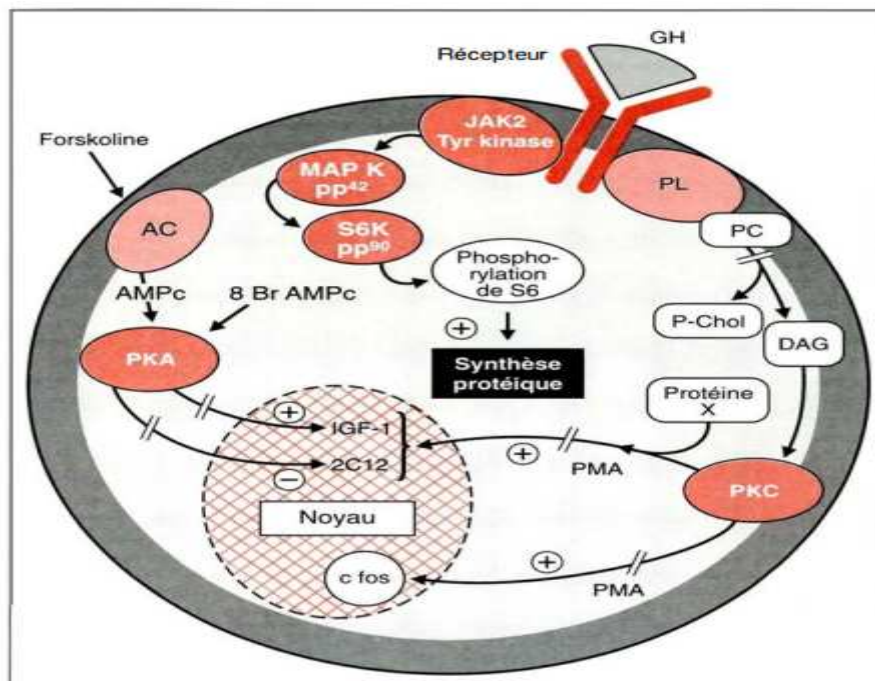 GH
Récepteur
JAK2
Tyr kinase
Forskoline
MAP K
pp42
PL
AC
S6K
pp90
PC
Phospho-
rylation
de S6
AMPc
8 Br AMPc
P-Chol
DAG
PKA
+
Synthèse
protéique
Protéine
X
+
IGF-1
2C12
−
+
PMA
PKC
Noyau
c fos
+
PMA